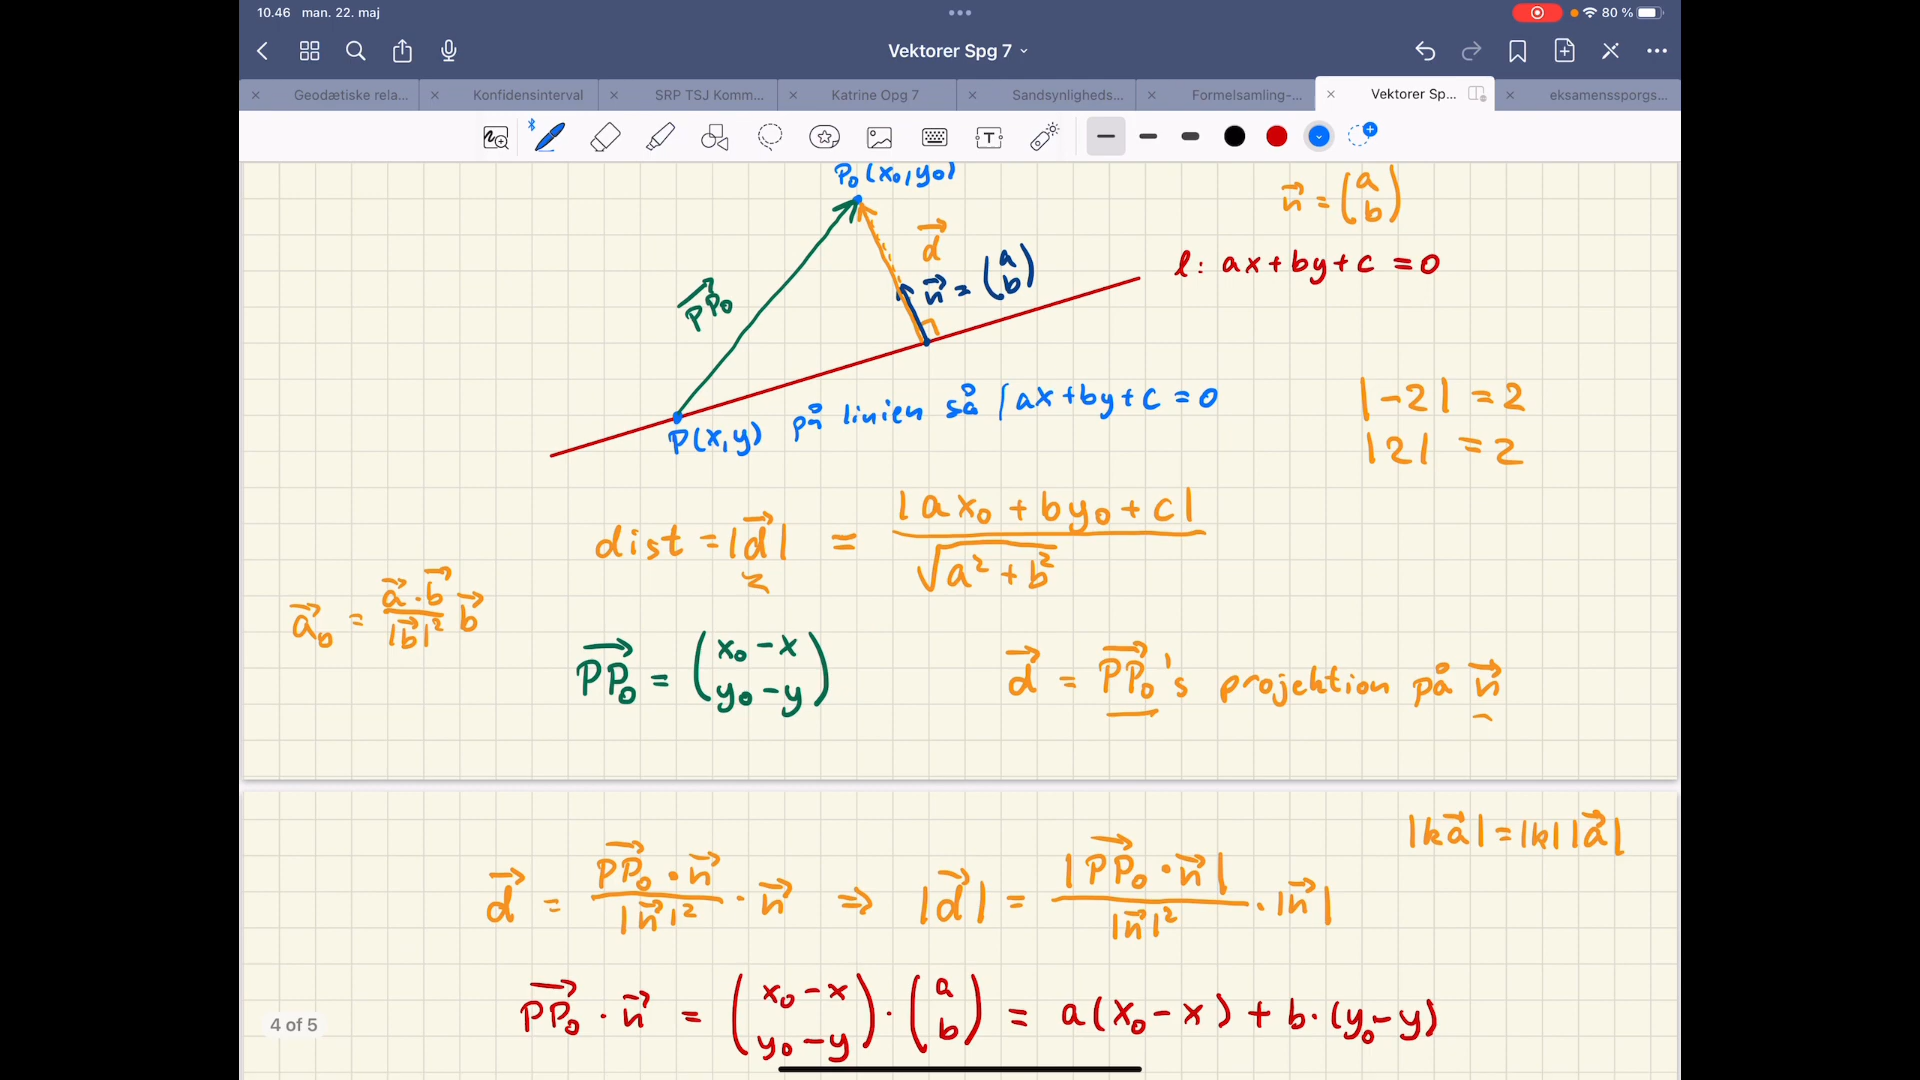 10.46 man. 22. maj
80 %
Vektorer Spg 7
Geodætiske rela...
Konfidensinterval
SRP TSJ Komm...
Katrine Opg 7
Sandsynligheds...
Formelsamling-...
Vektorer Sp...
eksamenssporgs...
P₀(x₀,y₀)
n⃗ = (a b)
d⃗
n⃗ = (a b)
l: ax+by+c = 0
PP₀⃗
P(x,y) på linien så ax+by+c = 0
|-2| = 2
|2| = 2
dist = |d⃗| = |ax₀ + by₀ + c| / √(a² + b²)
a⃗_b = (a⃗ · b⃗)/|b⃗|² b⃗
PP₀⃗ = (x₀-x y₀-y)
d⃗ = PP₀⃗'s projektion på n⃗
|ka⃗| = |k||a⃗|
d⃗ = (PP₀⃗ · n⃗)/|n⃗|² · n⃗ ⇒ |d⃗| = |PP₀⃗ · n⃗|/|n⃗|² · |n⃗|
PP₀⃗ · n⃗ = (x₀-x y₀-y) · (a b) = a(x₀-x) + b·(y₀-y)
4 of 5